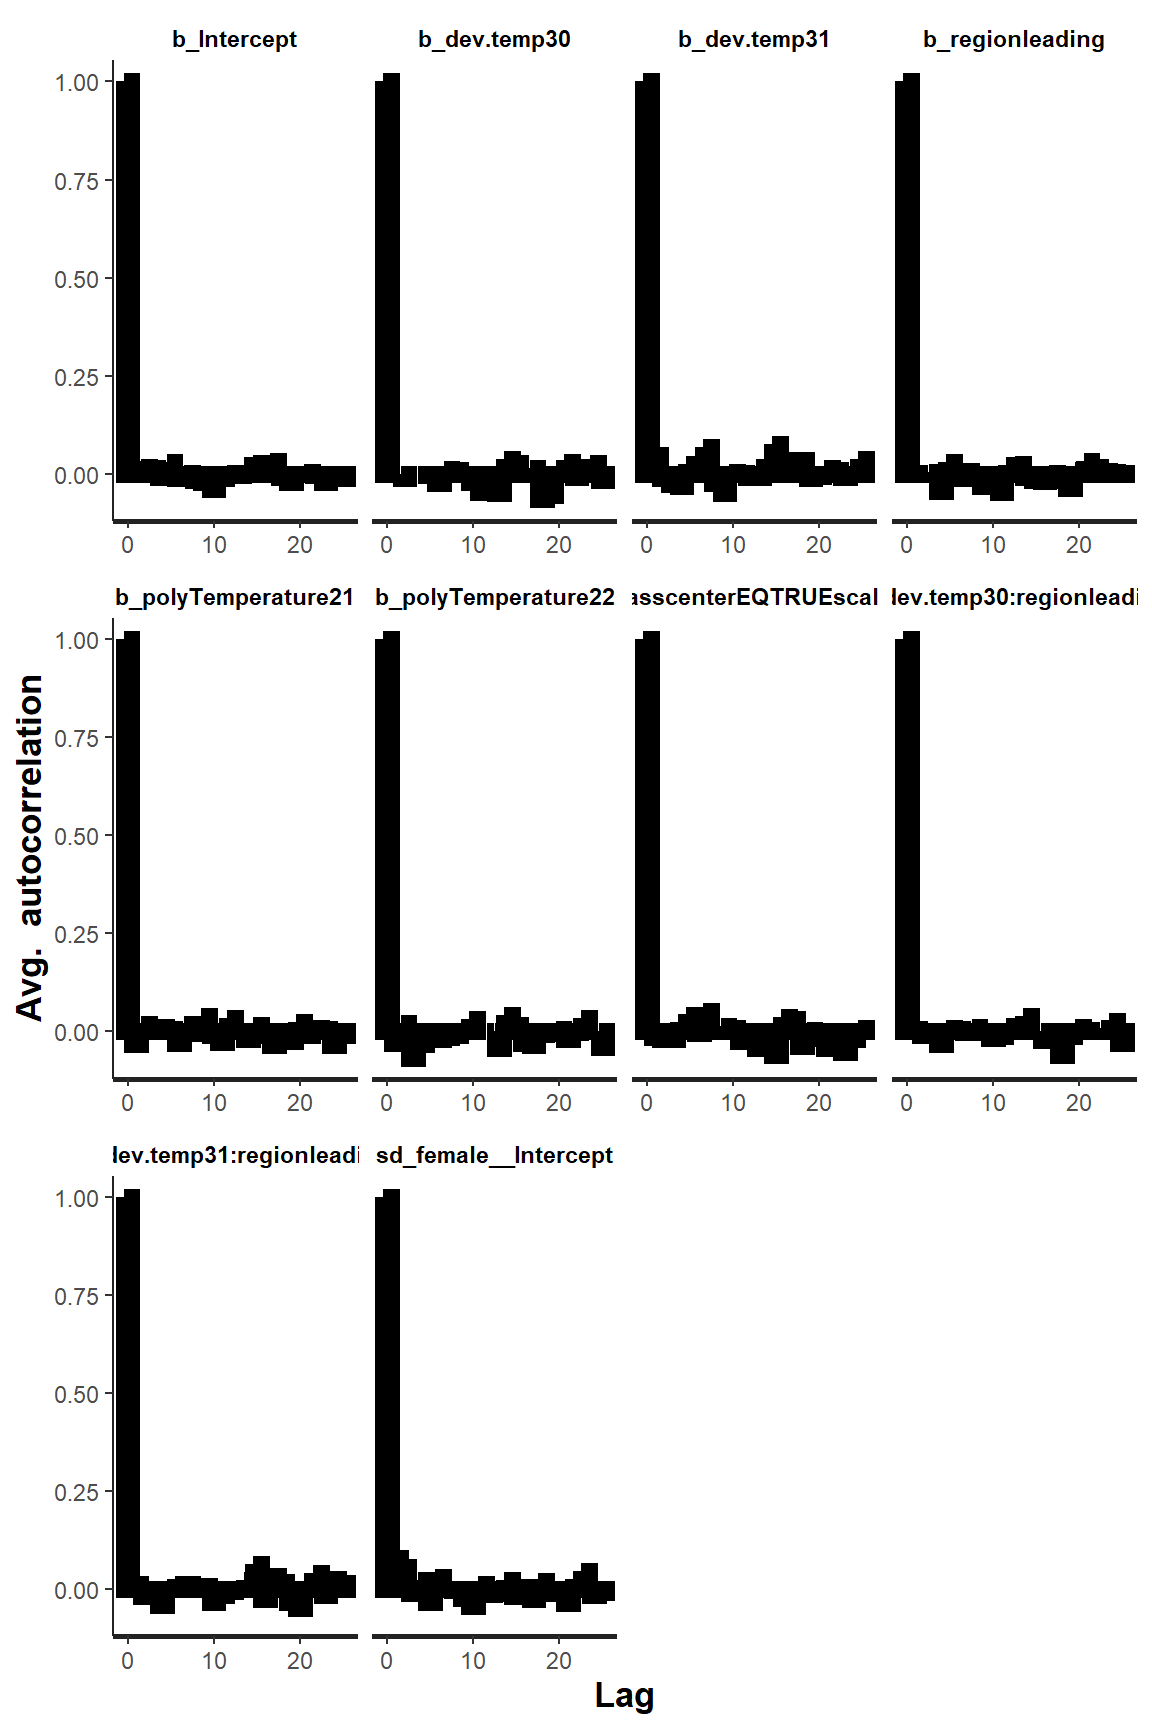 b_Intercept b_dev.temp30 b_dev.temp31 b_regionleading
1.00
0.75
0.50
0.25
0.00
0 10 20 0 10 20 0 10 20 0 10 20
b_polyTemperature21 b_polyTemperature22 asscenterEQTRUEscal dev.temp30:regionleadi
1.00
0.75
0.50
0.25
0.00
0 10 20 0 10 20 0 10 20 0 10 20
Avg. autocorrelation
dev.temp31:regionleadi sd_female__Intercept
1.00
0.75
0.50
0.25
0.00
0 10 20 0 10 20
Lag